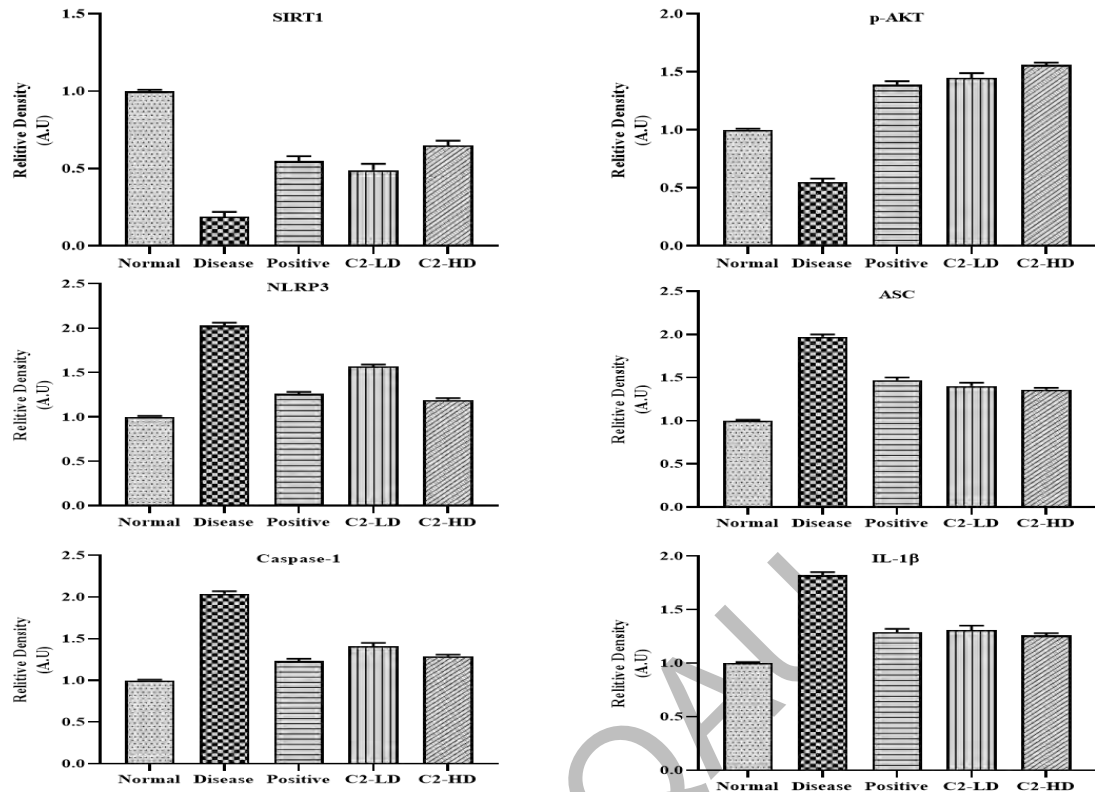 SIRT1
Relitive Density
(A.U)
1.5
1.0
0.5
0.0
Normal Disease Positive C2-LD C2-HD
p-AKT
Relitive Density
(A.U)
2.0
1.5
1.0
0.5
0.0
Normal Disease Positive C2-LD C2-HD
NLRP3
Relitive Density
(A.U)
2.5
2.0
1.5
1.0
0.5
0.0
Normal Disease Positive C2-LD C2-HD
ASC
Relitive Density
(A.U)
2.5
2.0
1.5
1.0
0.5
0.0
Normal Disease Positive C2-LD C2-HD
Caspase-1
Relitive Density
(A.U)
2.5
2.0
1.5
1.0
0.5
0.0
Normal Disease Positive C2-LD C2-HD
IL-1β
Relitive Density
(A.U)
2.0
1.5
1.0
0.5
0.0
Normal Disease Positive C2-LD C2-HD
QAU